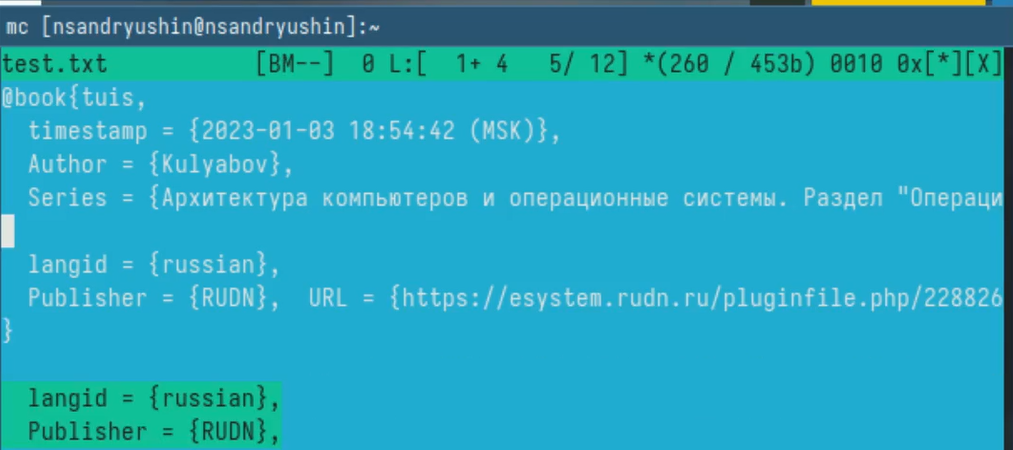 mc [nsandryushin@nsandryushin]:~
test.txt [BM--] 0 L:[ 1+ 4 5/ 12] *(260 / 453b) 0010 0x[*][X]
@book{tuis,
timestamp = {2023-01-03 18:54:42 (MSK)},
Author = {Kulyabov},
Series = {Архитектура компьютеров и операционные системы. Раздел "Операци
langid = {russian},
Publisher = {RUDN}, URL = {https://esystem.rudn.ru/pluginfile.php/228826
}
langid = {russian},
Publisher = {RUDN},